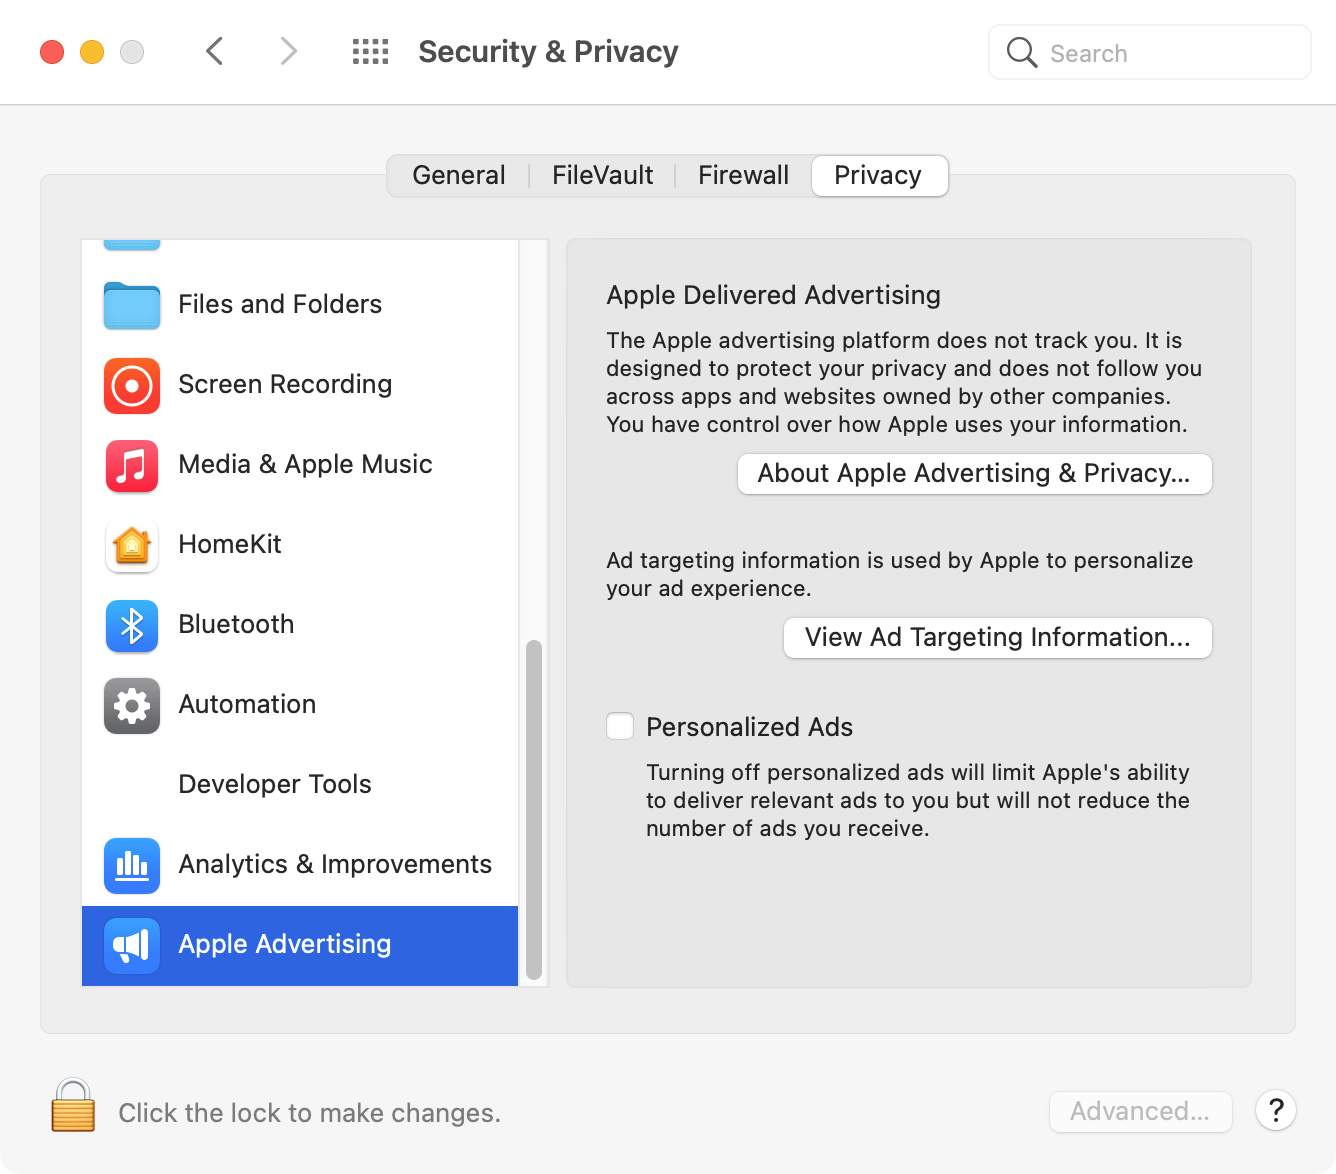 Security & Privacy
Search
General
FileVault
Firewall
Privacy
Files and Folders
Screen Recording
Media & Apple Music
HomeKit
Bluetooth
Automation
Developer Tools
Analytics & Improvements
Apple Advertising
Apple Delivered Advertising
The Apple advertising platform does not track you. It is
designed to protect your privacy and does not follow you
across apps and websites owned by other companies.
You have control over how Apple uses your information.
About Apple Advertising & Privacy...
Ad targeting information is used by Apple to personalize
your ad experience.
View Ad Targeting Information...
Personalized Ads
Turning off personalized ads will limit Apple's ability
to deliver relevant ads to you but will not reduce the
number of ads you receive.
Click the lock to make changes.
Advanced...
?